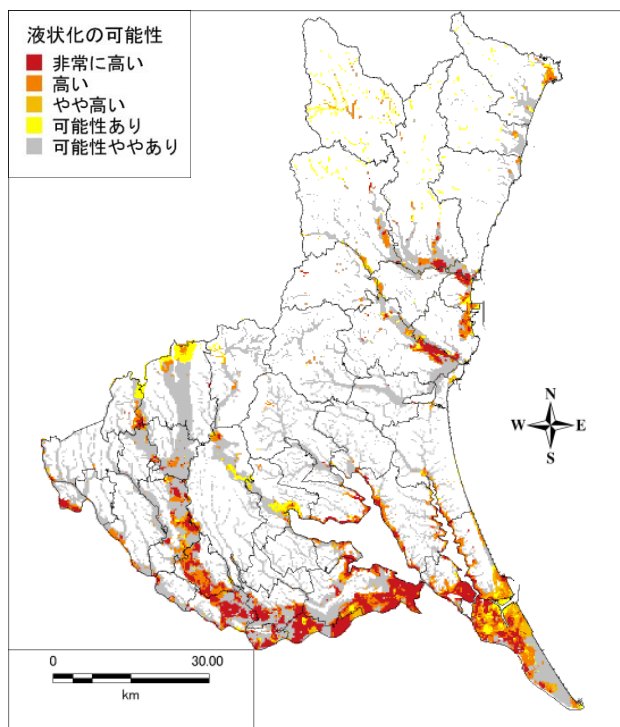 液状化の可能性
非常に高い
高い
やや高い
可能性あり
可能性ややあり
N
W E
S
0 30.00
km